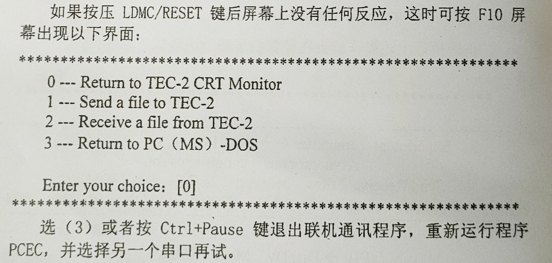 如果按压 LDMC/RESET 键后屏幕上没有任何反应，这时可按 F10 屏
幕出现以下界面：
******************************************************************
0 --- Return to TEC-2 CRT Monitor
1 --- Send a file to TEC-2
2 --- Receive a file from TEC-2
3 --- Return to PC（MS）-DOS
Enter your choice：[0]
******************************************************************
选（3）或者按 Ctrl+Pause 键退出联机通讯程序，重新运行程序
PCEC，并选择另一个串口再试。